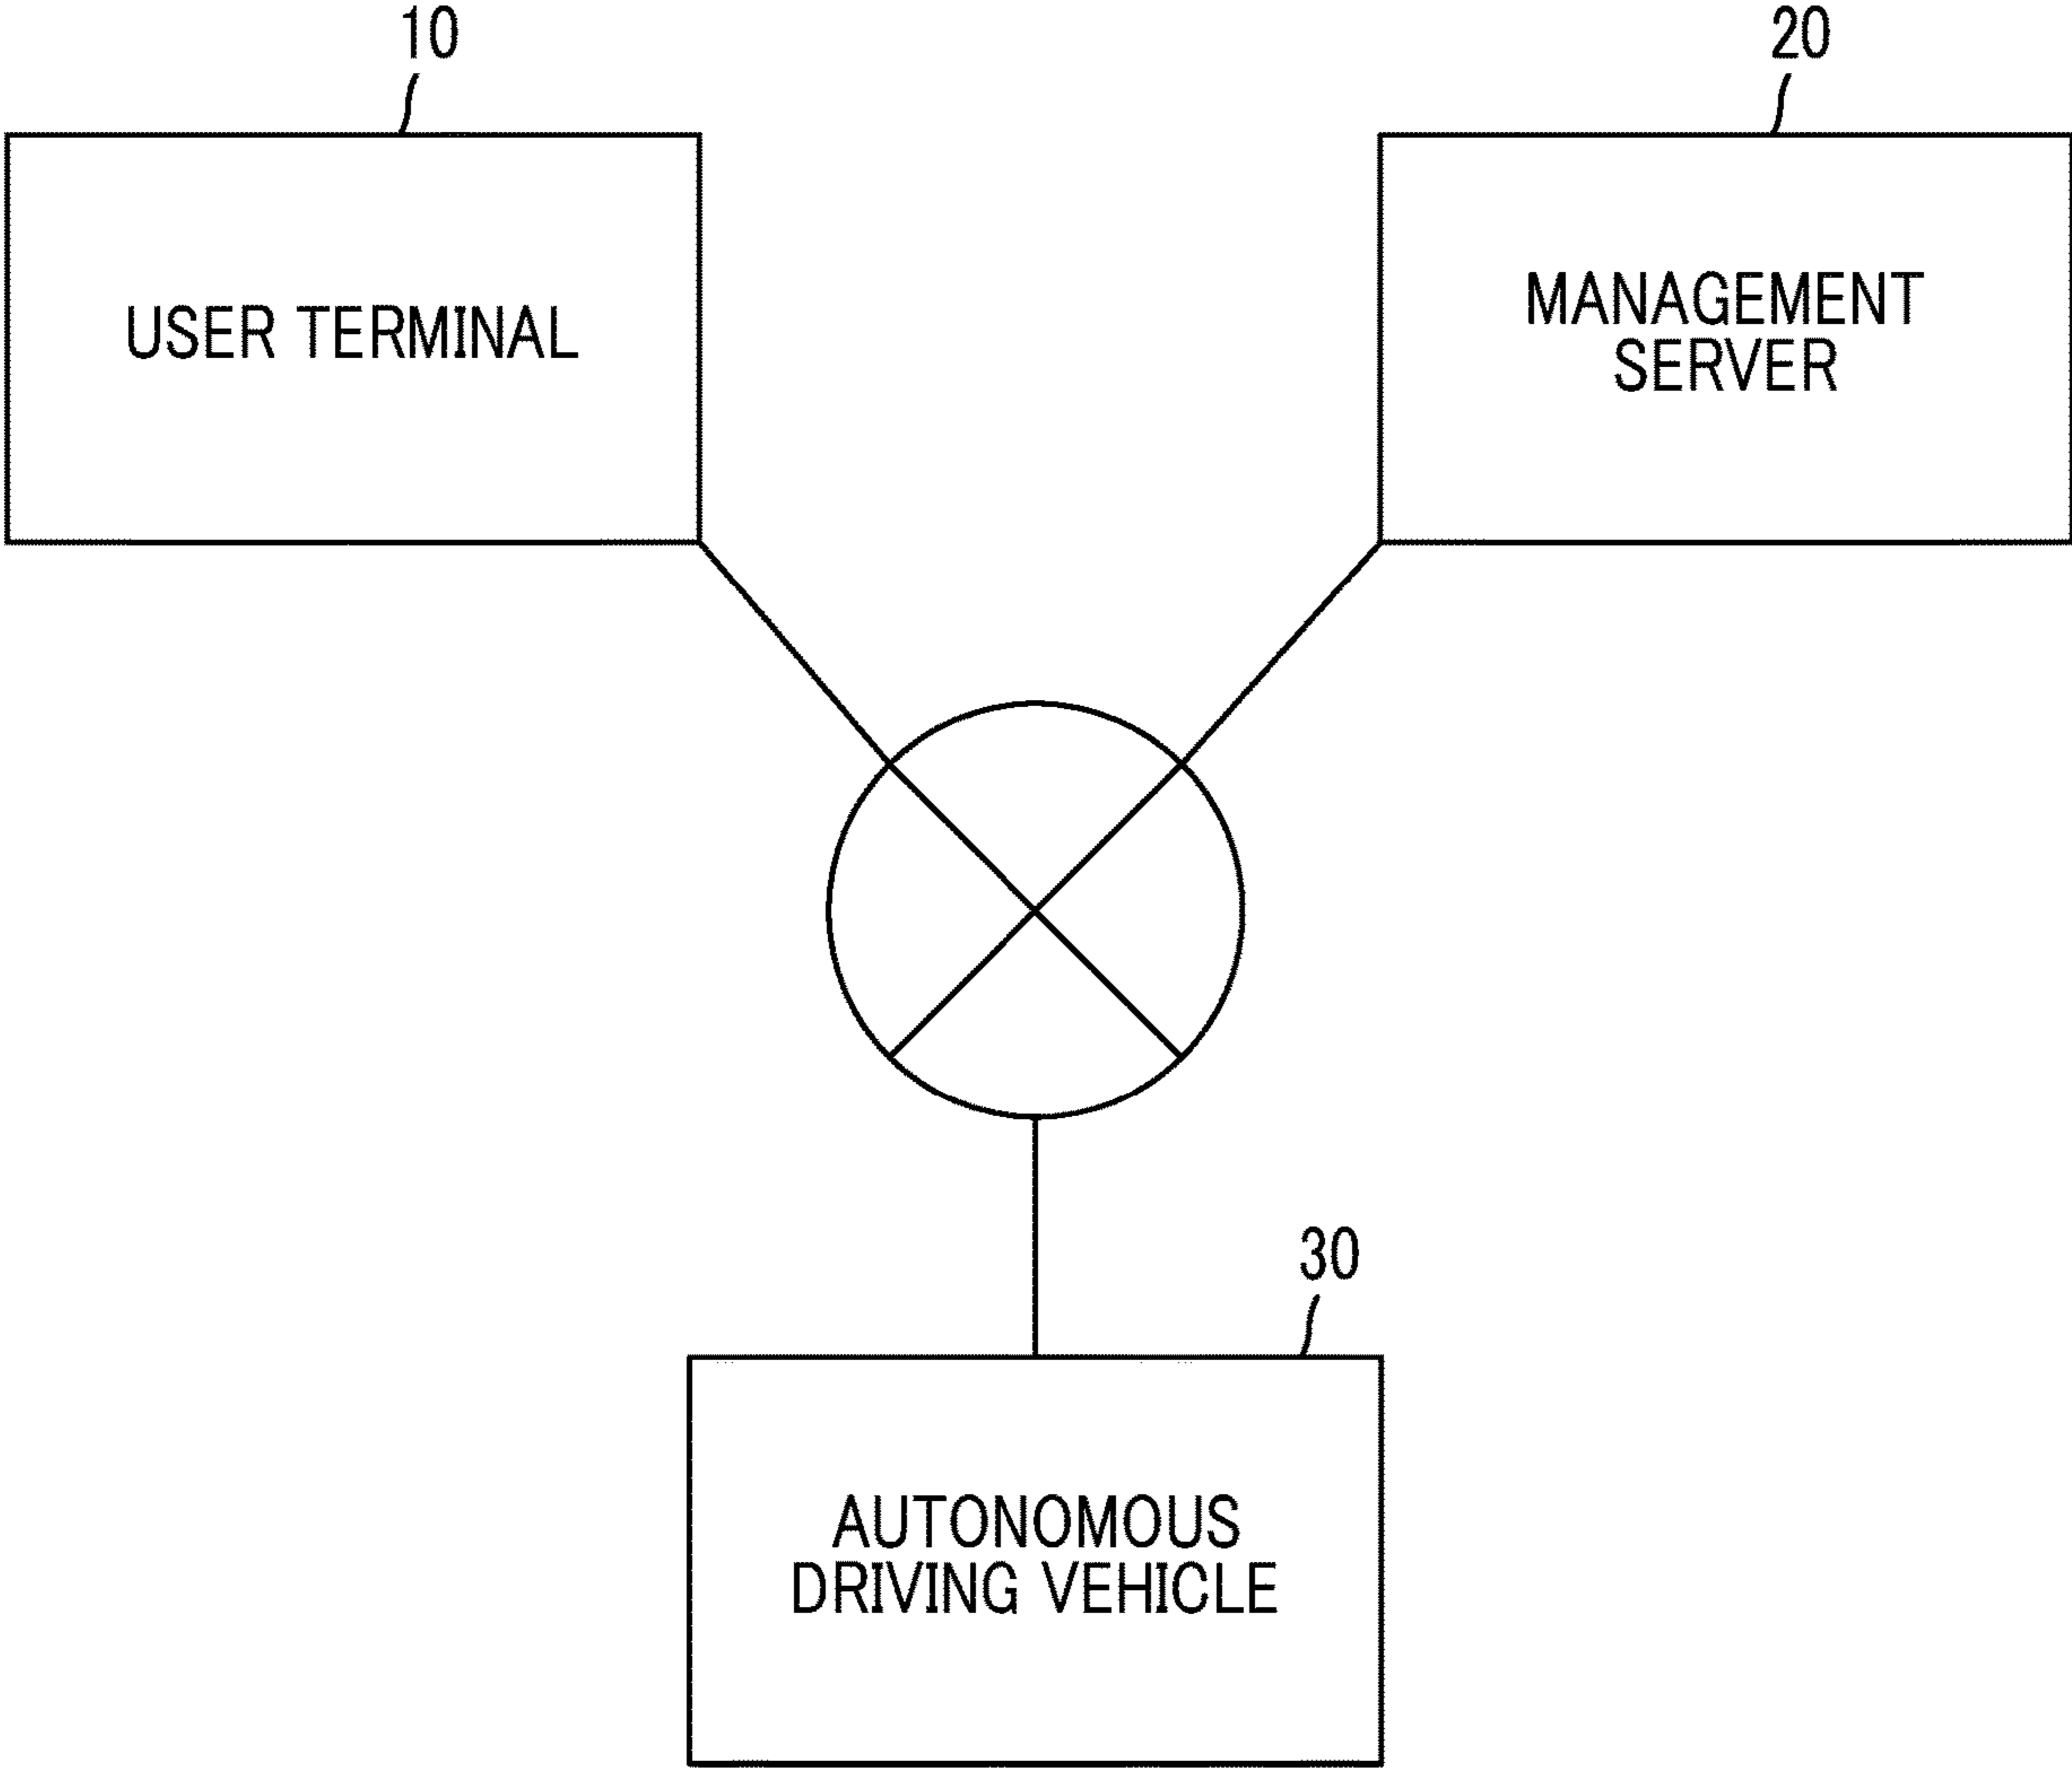 10
USER TERMINAL
20
MANAGEMENT
SERVER
30
AUTONOMOUS
DRIVING VEHICLE